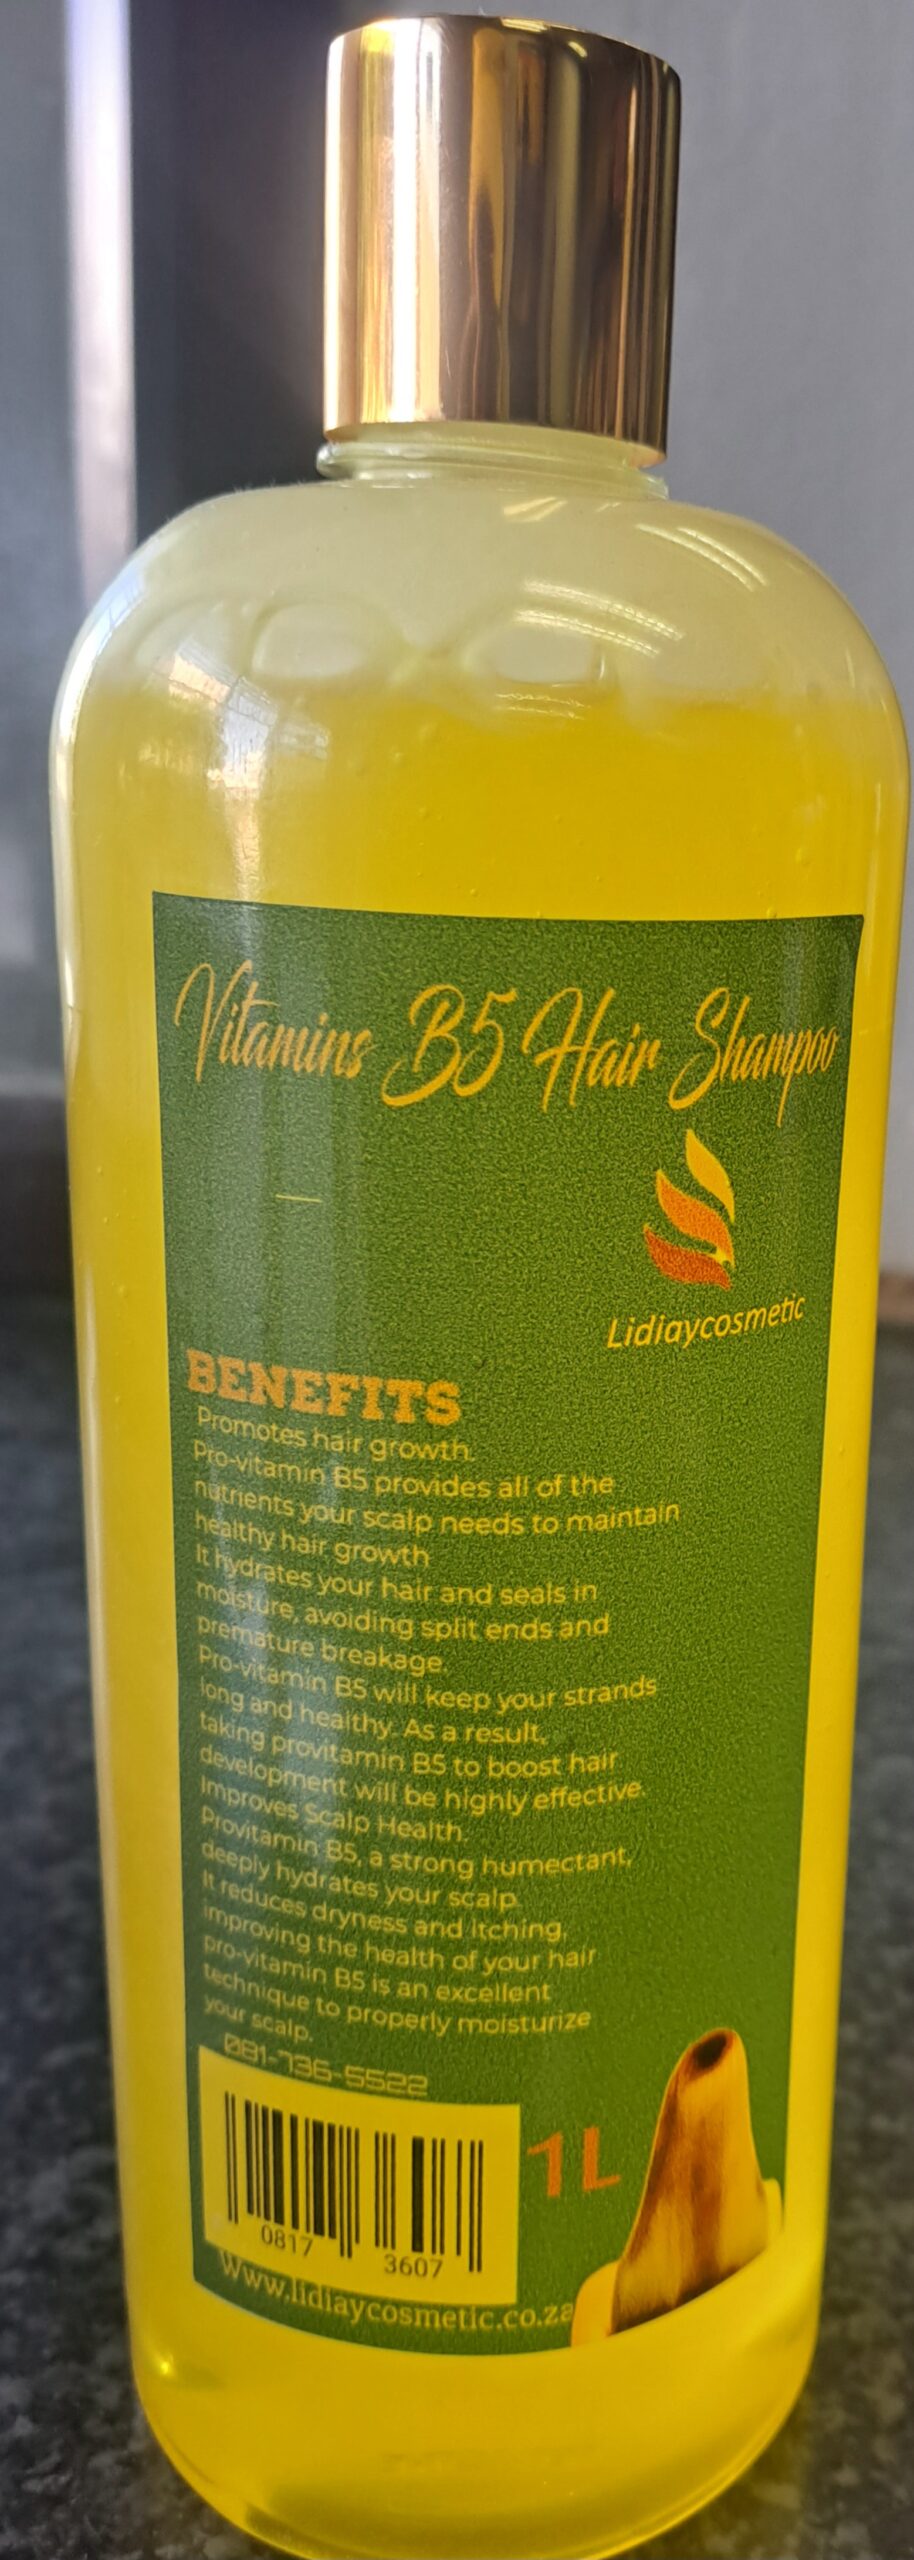 Vitamins B5 Hair Shampoo
Lidiaycosmetic
BENEFITS
Promotes hair growth.
Pro-vitamin B5 provides all of the
nutrients your scalp needs to maintain
healthy hair growth
It hydrates your hair and seals in
moisture, avoiding split ends and
premature breakage.
Pro-vitamin B5 will keep your strands
long and healthy. As a result,
taking provitamin B5 to boost hair
development will be highly effective.
Improves Scalp Health.
Provitamin B5, a strong humectant,
deeply hydrates your scalp.
It reduces dryness and itching,
improving the health of your hair
pro-vitamin B5 is an excellent
technique to properly moisturize
your scalp.
081-736-5522
1L
0817 3607
Www.lidiaycosmetic.co.za